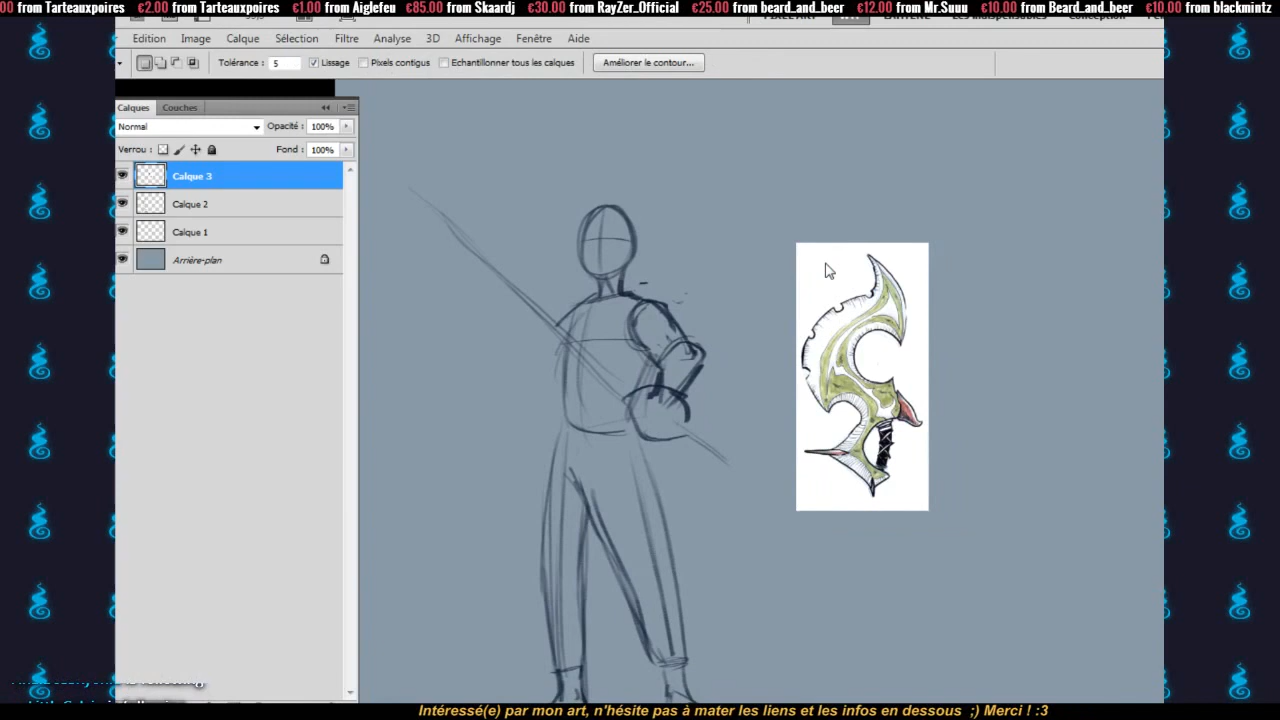 00 from Tarteauxpoires €2.00 from Tarteauxpoires €1.00 from Aiglefeu €85.00 from Skaardj €30.00 from RayZer_Official €25.00 from beard_and_beer €12.00 from Mr.Suuu €10.00 from Beard_and_beer €10.00 from blackmintz
Edition Image Calque Sélection Filtre Analyse 3D Affichage Fenêtre Aide
Tolérance : 5 Lissage Pixels contigus Echantillonner tous les calques Améliorer le contour...
Calques Couches
Normal Opacité : 100%
Verrou : Fond : 100%
Calque 3
Calque 2
Calque 1
Arrière-plan
Intéressé(e) par mon art, n'hésite pas à mater les liens et les infos en dessous ;) Merci ! :3